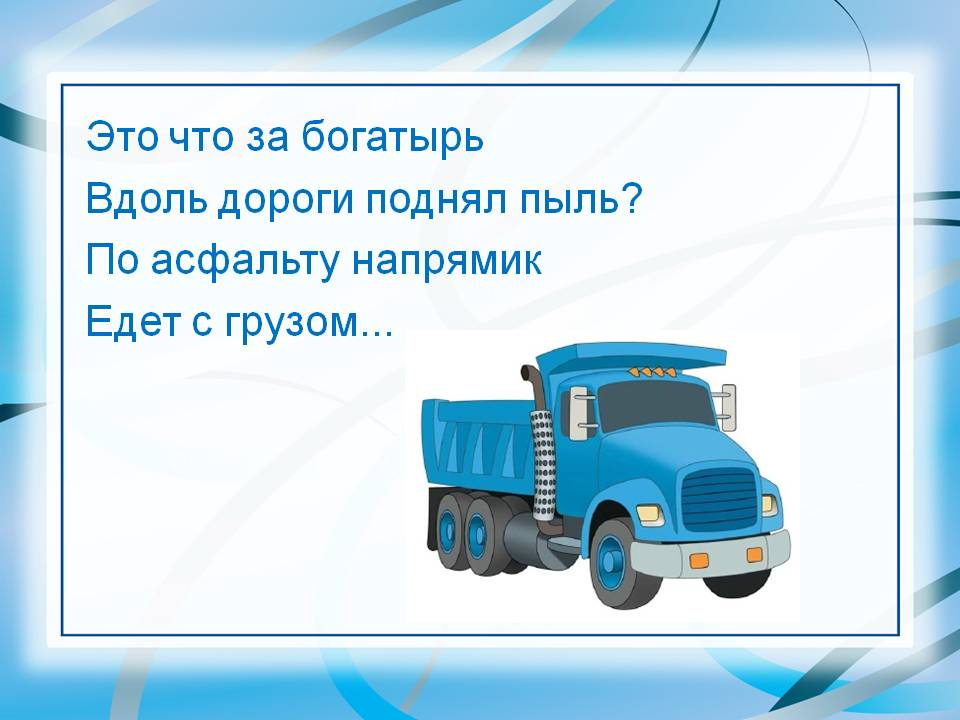 Это что за богатырь
Вдоль дороги поднял пыль?
По асфальту напрямик
Едет с грузом...